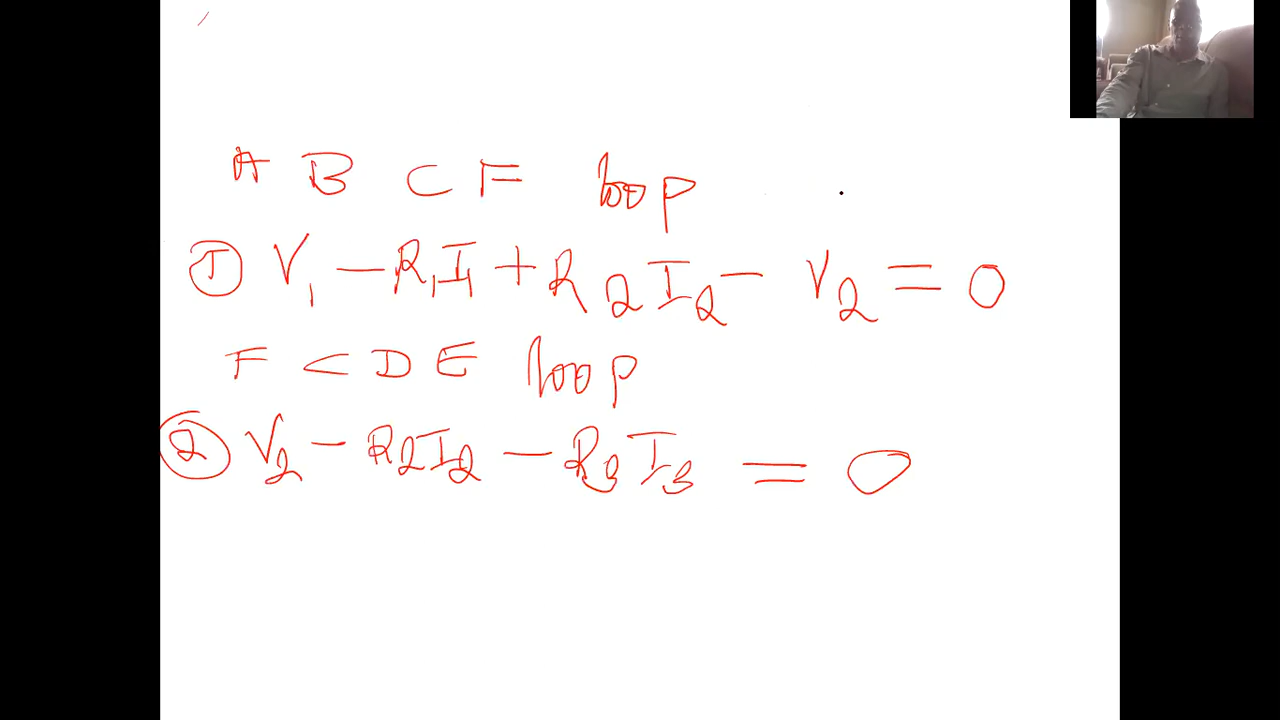 A B C F loop
① V₁ – R₁I₁ + R₂I₂ – V₂ = 0
F C D E loop
② V₂ – R₂I₂ – R₃I₃ = 0